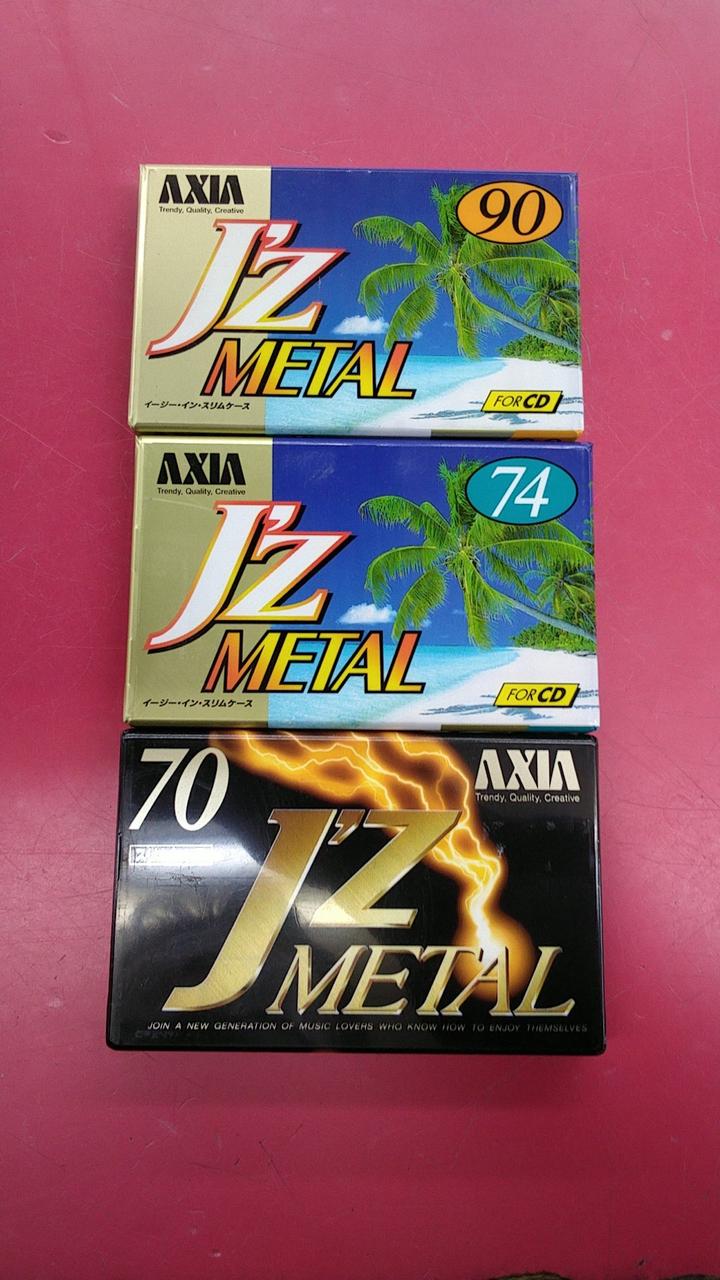 AXIA
Trendy, Quality, Creative
90
J'Z
METAL
イージー・イン・スリムケース
FOR CD
AXIA
Trendy, Quality, Creative
74
J'Z
METAL
イージー・イン・スリムケース
FOR CD
70
AXIA
Trendy, Quality, Creative
J'Z
METAL
JOIN A NEW GENERATION OF MUSIC LOVERS WHO KNOW HOW TO ENJOY THEMSELVES